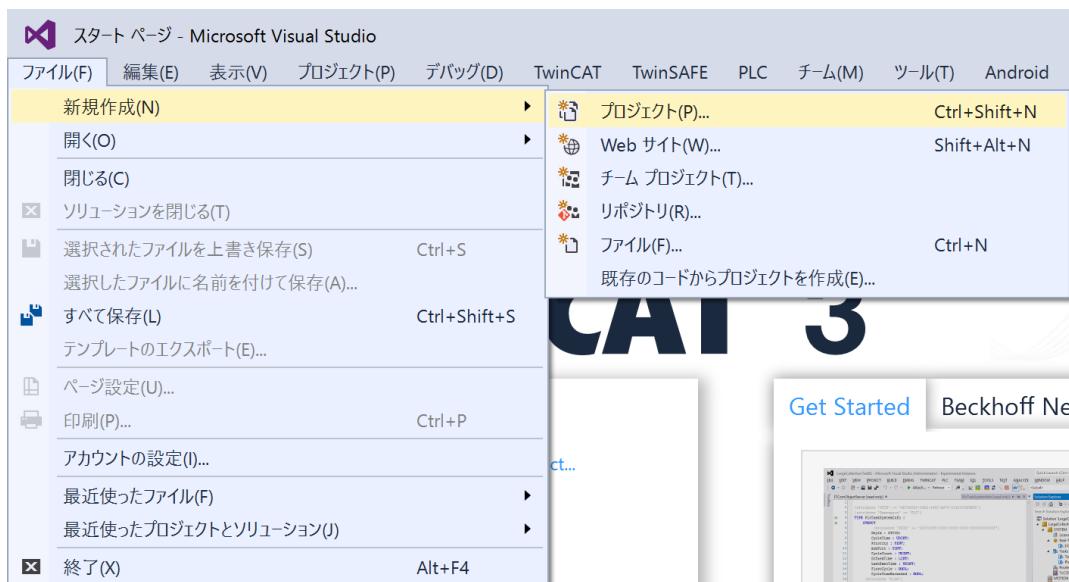 スタート ページ - Microsoft Visual Studio
ファイル(F) 編集(E) 表示(V) プロジェクト(P) デバッグ(D) TwinCAT TwinSAFE PLC チーム(M) ツール(T) Android
新規作成(N)
開く(O)
閉じる(C)
ソリューションを閉じる(T)
選択されたファイルを上書き保存(S) Ctrl+S
選択したファイルに名前を付けて保存(A)...
すべて保存(L) Ctrl+Shift+S
テンプレートのエクスポート(E)...
ページ設定(U)...
印刷(P)... Ctrl+P
アカウントの設定(I)...
最近使ったファイル(F)
最近使ったプロジェクトとソリューション(J)
終了(X) Alt+F4
プロジェクト(P)... Ctrl+Shift+N
Web サイト(W)... Shift+Alt+N
チーム プロジェクト(T)...
リポジトリ(R)...
ファイル(F)... Ctrl+N
既存のコードからプロジェクトを作成(E)...
CAT 3
Get Started Beckhoff Ne
ct...